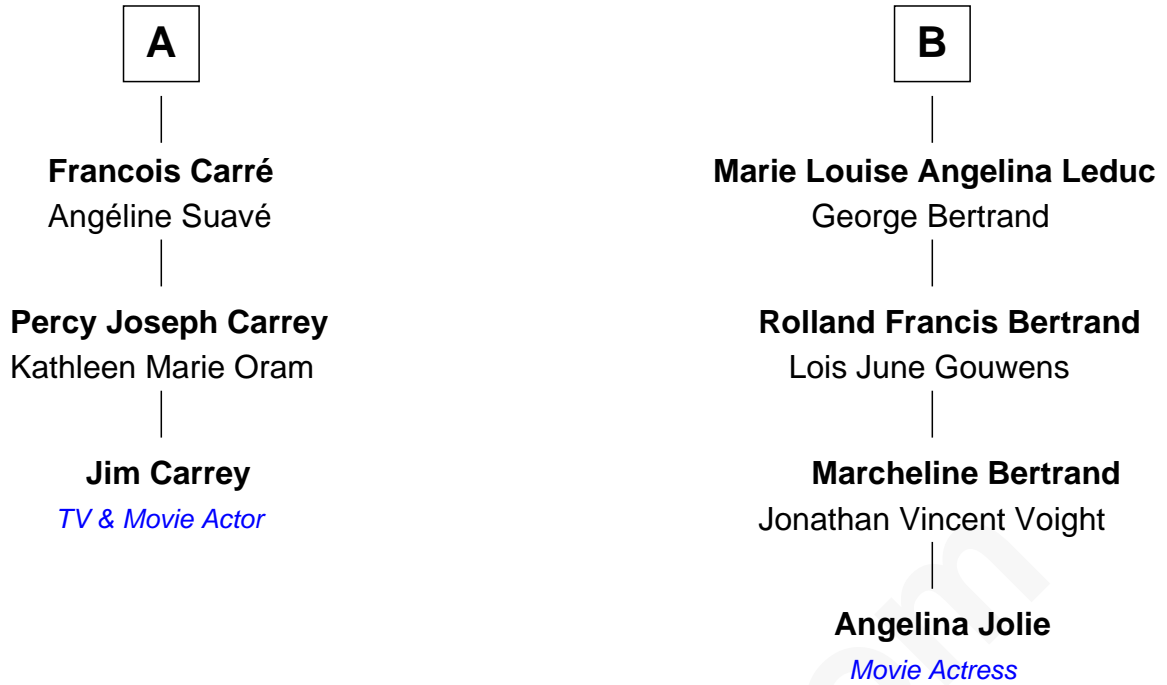 A
Francois Carré
Angéline Suavé
Percy Joseph Carrey
Kathleen Marie Oram
Jim Carrey
TV & Movie Actor
B
Marie Louise Angelina Leduc
George Bertrand
Rolland Francis Bertrand
Lois June Gouwens
Marcheline Bertrand
Jonathan Vincent Voight
Angelina Jolie
Movie Actress